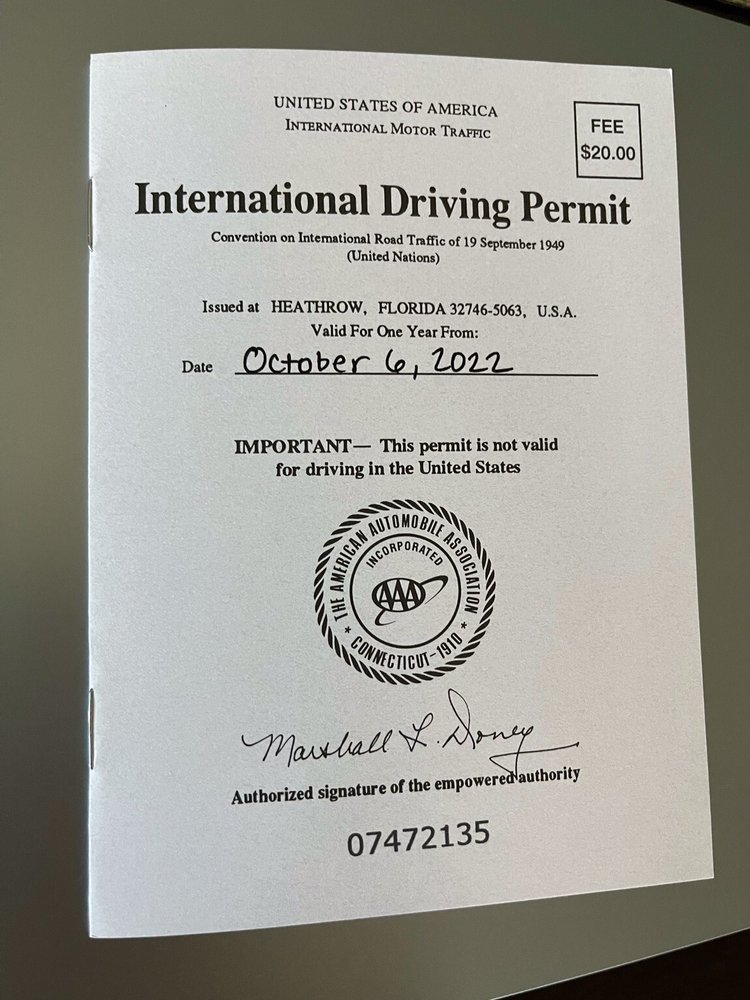 UNITED STATES OF AMERICA
INTERNATIONAL MOTOR TRAFFIC
FEE
$20.00
International Driving Permit
Convention on International Road Traffic of 19 September 1949
(United Nations)
Issued at HEATHROW, FLORIDA 32746-5063, U.S.A.
Valid For One Year From:
Date October 6, 2022
IMPORTANT— This permit is not valid
for driving in the United States
THE AMERICAN AUTOMOBILE ASSOCIATION
INCORPORATED
AAA
★ CONNECTICUT-1910 ★
Marshall L. Doney
Authorized signature of the empowered authority
07472135